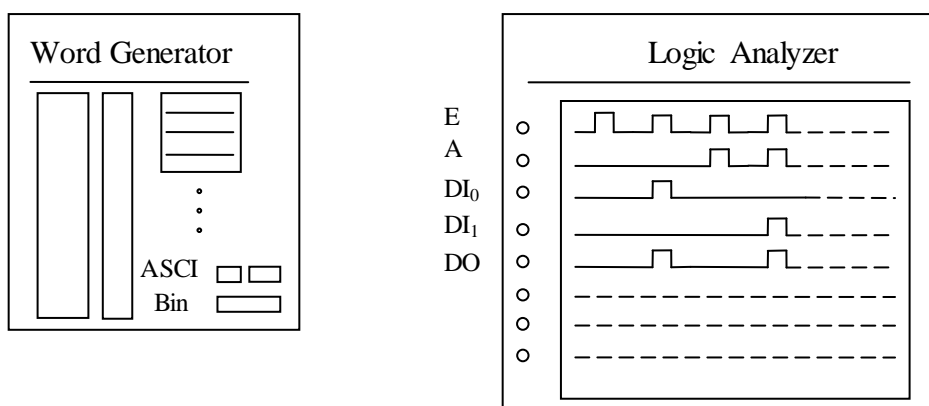 Word Generator
ASCI
Bin
Logic Analyzer
E
A
DI₀
DI₁
DO